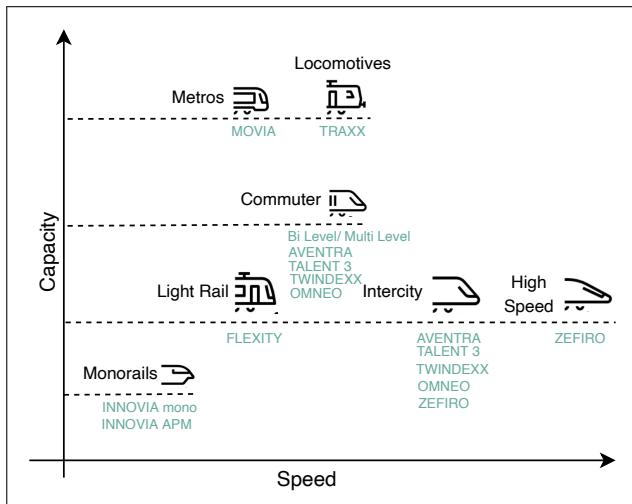 Locomotives
Metros
MOVIA
TRAXX
Commuter
Bi Level/ Multi Level
AVENTRA
TALENT 3
TWINDEXX
OMNEO
Light Rail
Intercity
High
Speed
FLEXITY
AVENTRA
TALENT 3
TWINDEXX
OMNEO
ZEFIRO
ZEFIRO
Monorails
INNOVIA mono
INNOVIA APM
Capacity
Speed